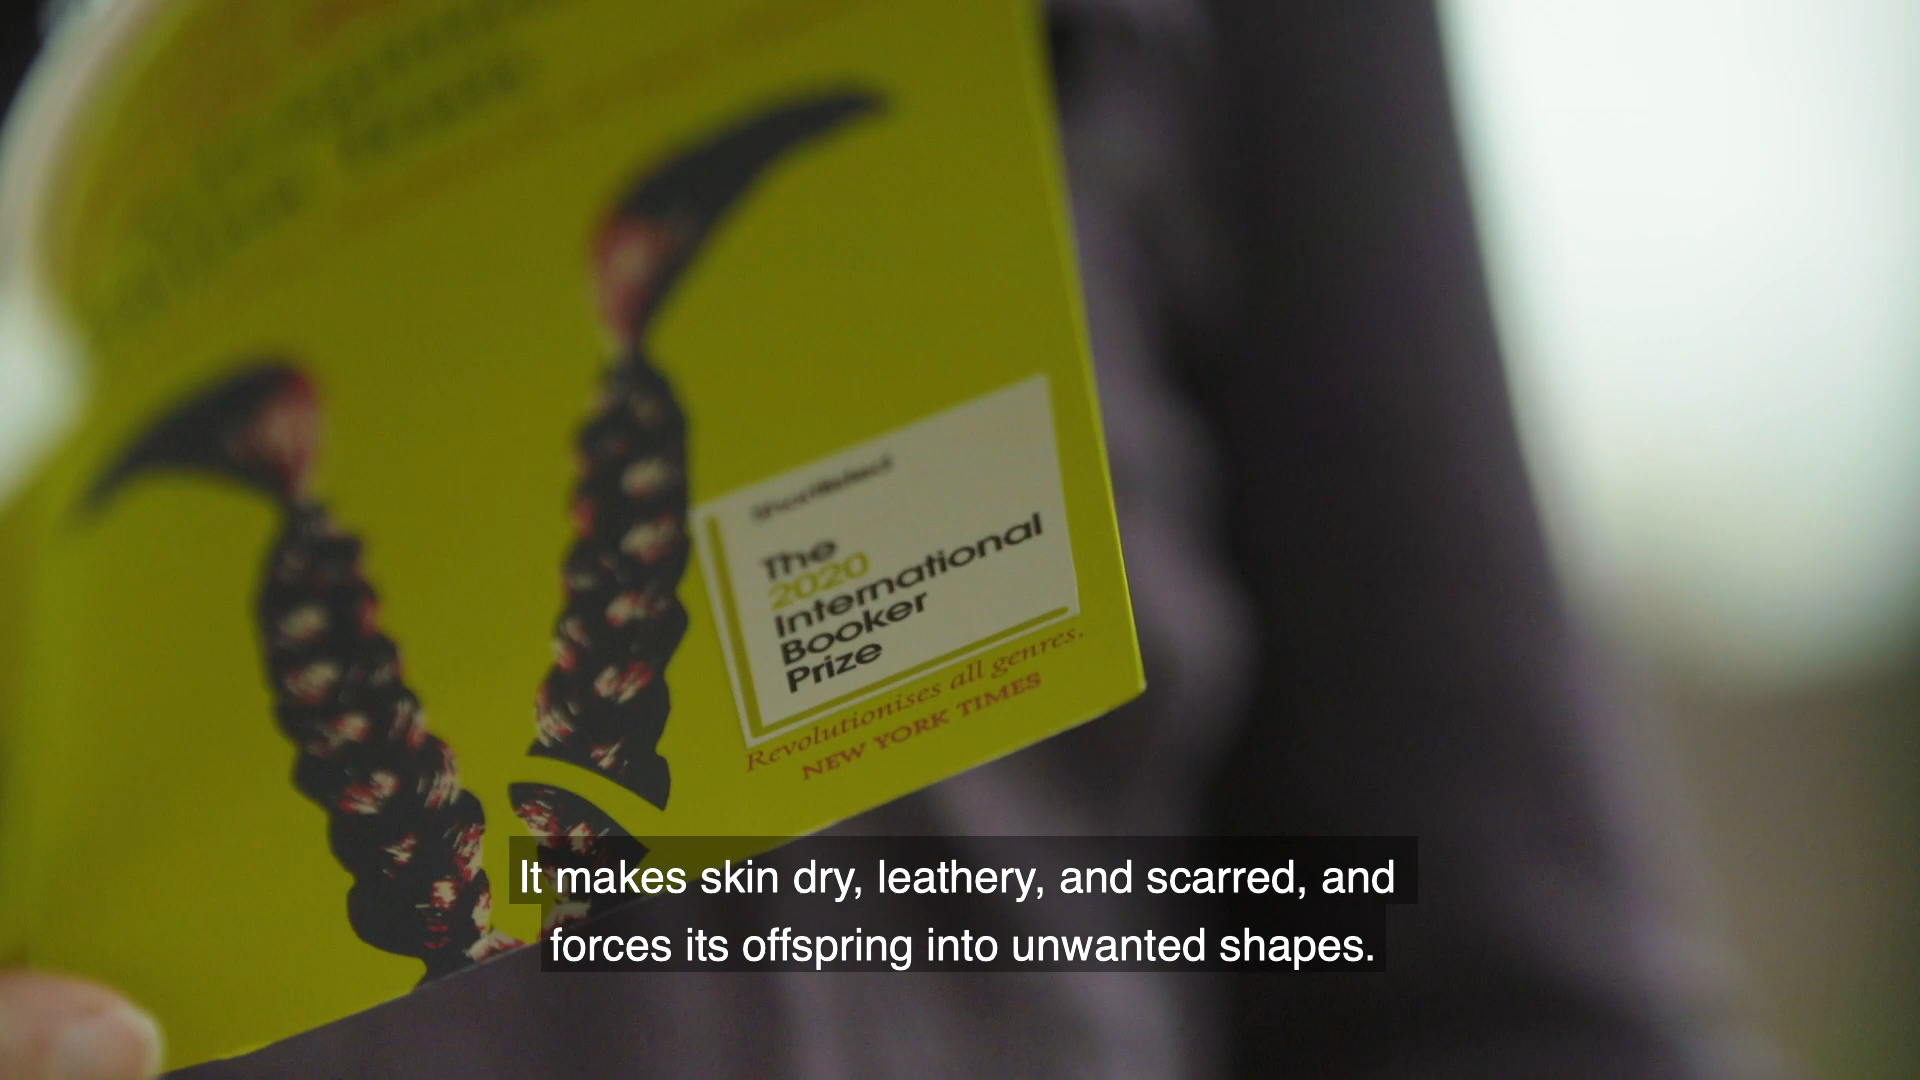 Shortlisted
The
2020
International
Booker
Prize
Revolutionises all genres.
NEW YORK TIMES
It makes skin dry, leathery, and scarred, and
forces its offspring into unwanted shapes.